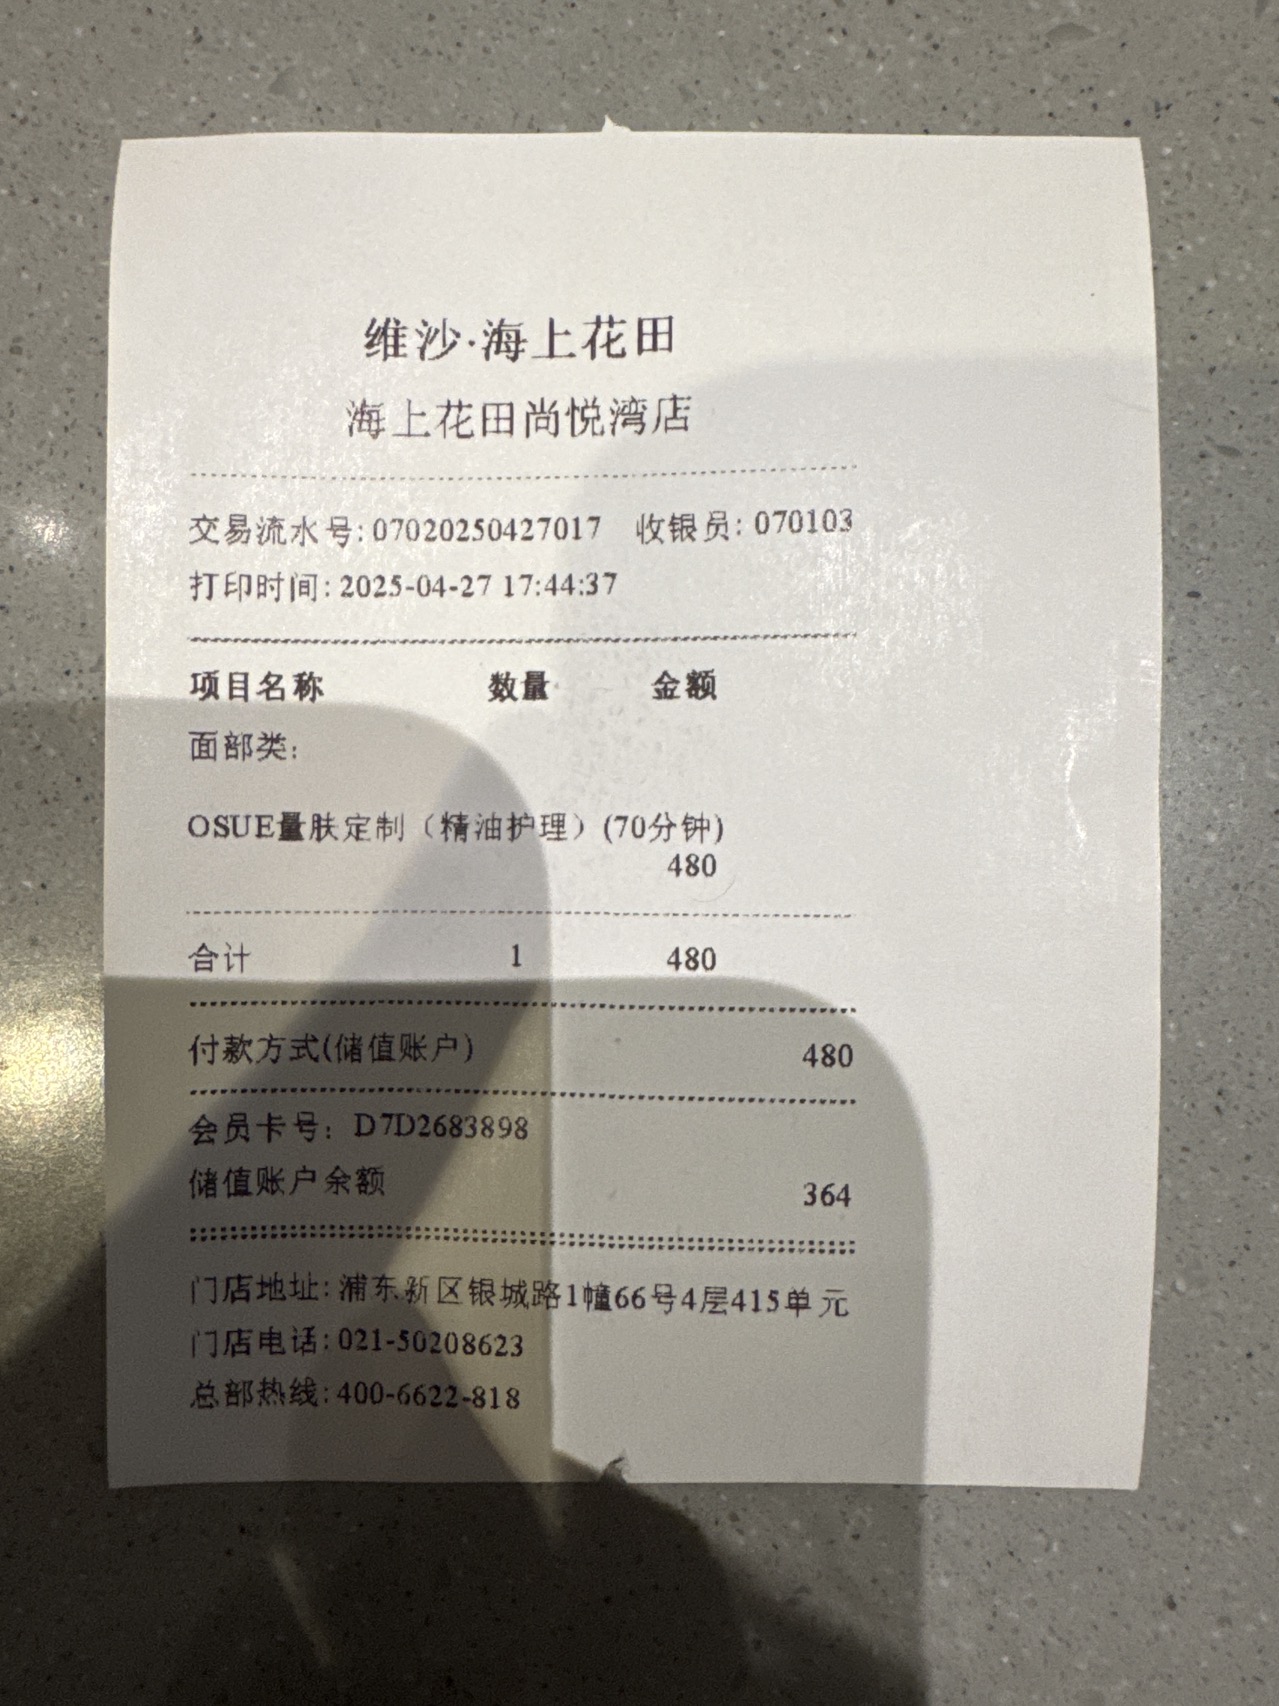 维沙·海上花田
海上花田尚悦湾店
交易流水号: 07020250427017 收银员: 070103
打印时间: 2025-04-27 17:44:37
项目名称 数量 金额
面部类:
OSUE量肤定制（精油护理）(70分钟)
480
合计 1 480
付款方式(储值账户) 480
会员卡号: D7D2683898
储值账户余额 364
门店地址: 浦东新区银城路1幢66号4层415单元
门店电话: 021-50208623
总部热线: 400-6622-818